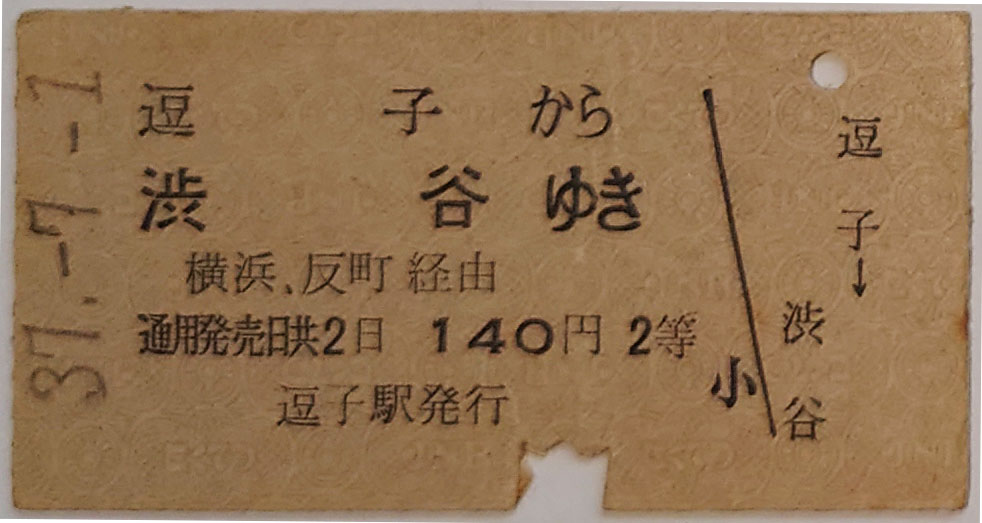 37.-7.-1
逗子から
渋谷ゆき
横浜、反町経由
通用発売日共2日 140円 2等
逗子駅発行
小
逗子→
渋谷